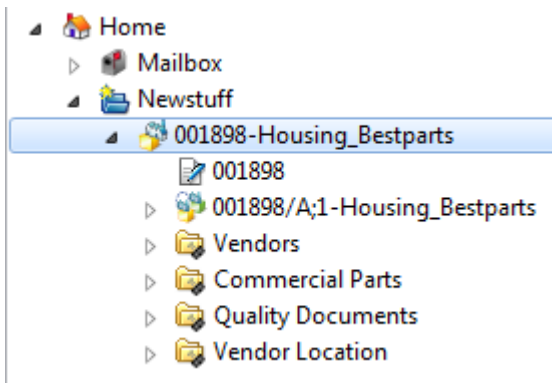 Home
Mailbox
Newstuff
001898-Housing_Bestparts
001898
001898/A;1-Housing_Bestparts
Vendors
Commercial Parts
Quality Documents
Vendor Location